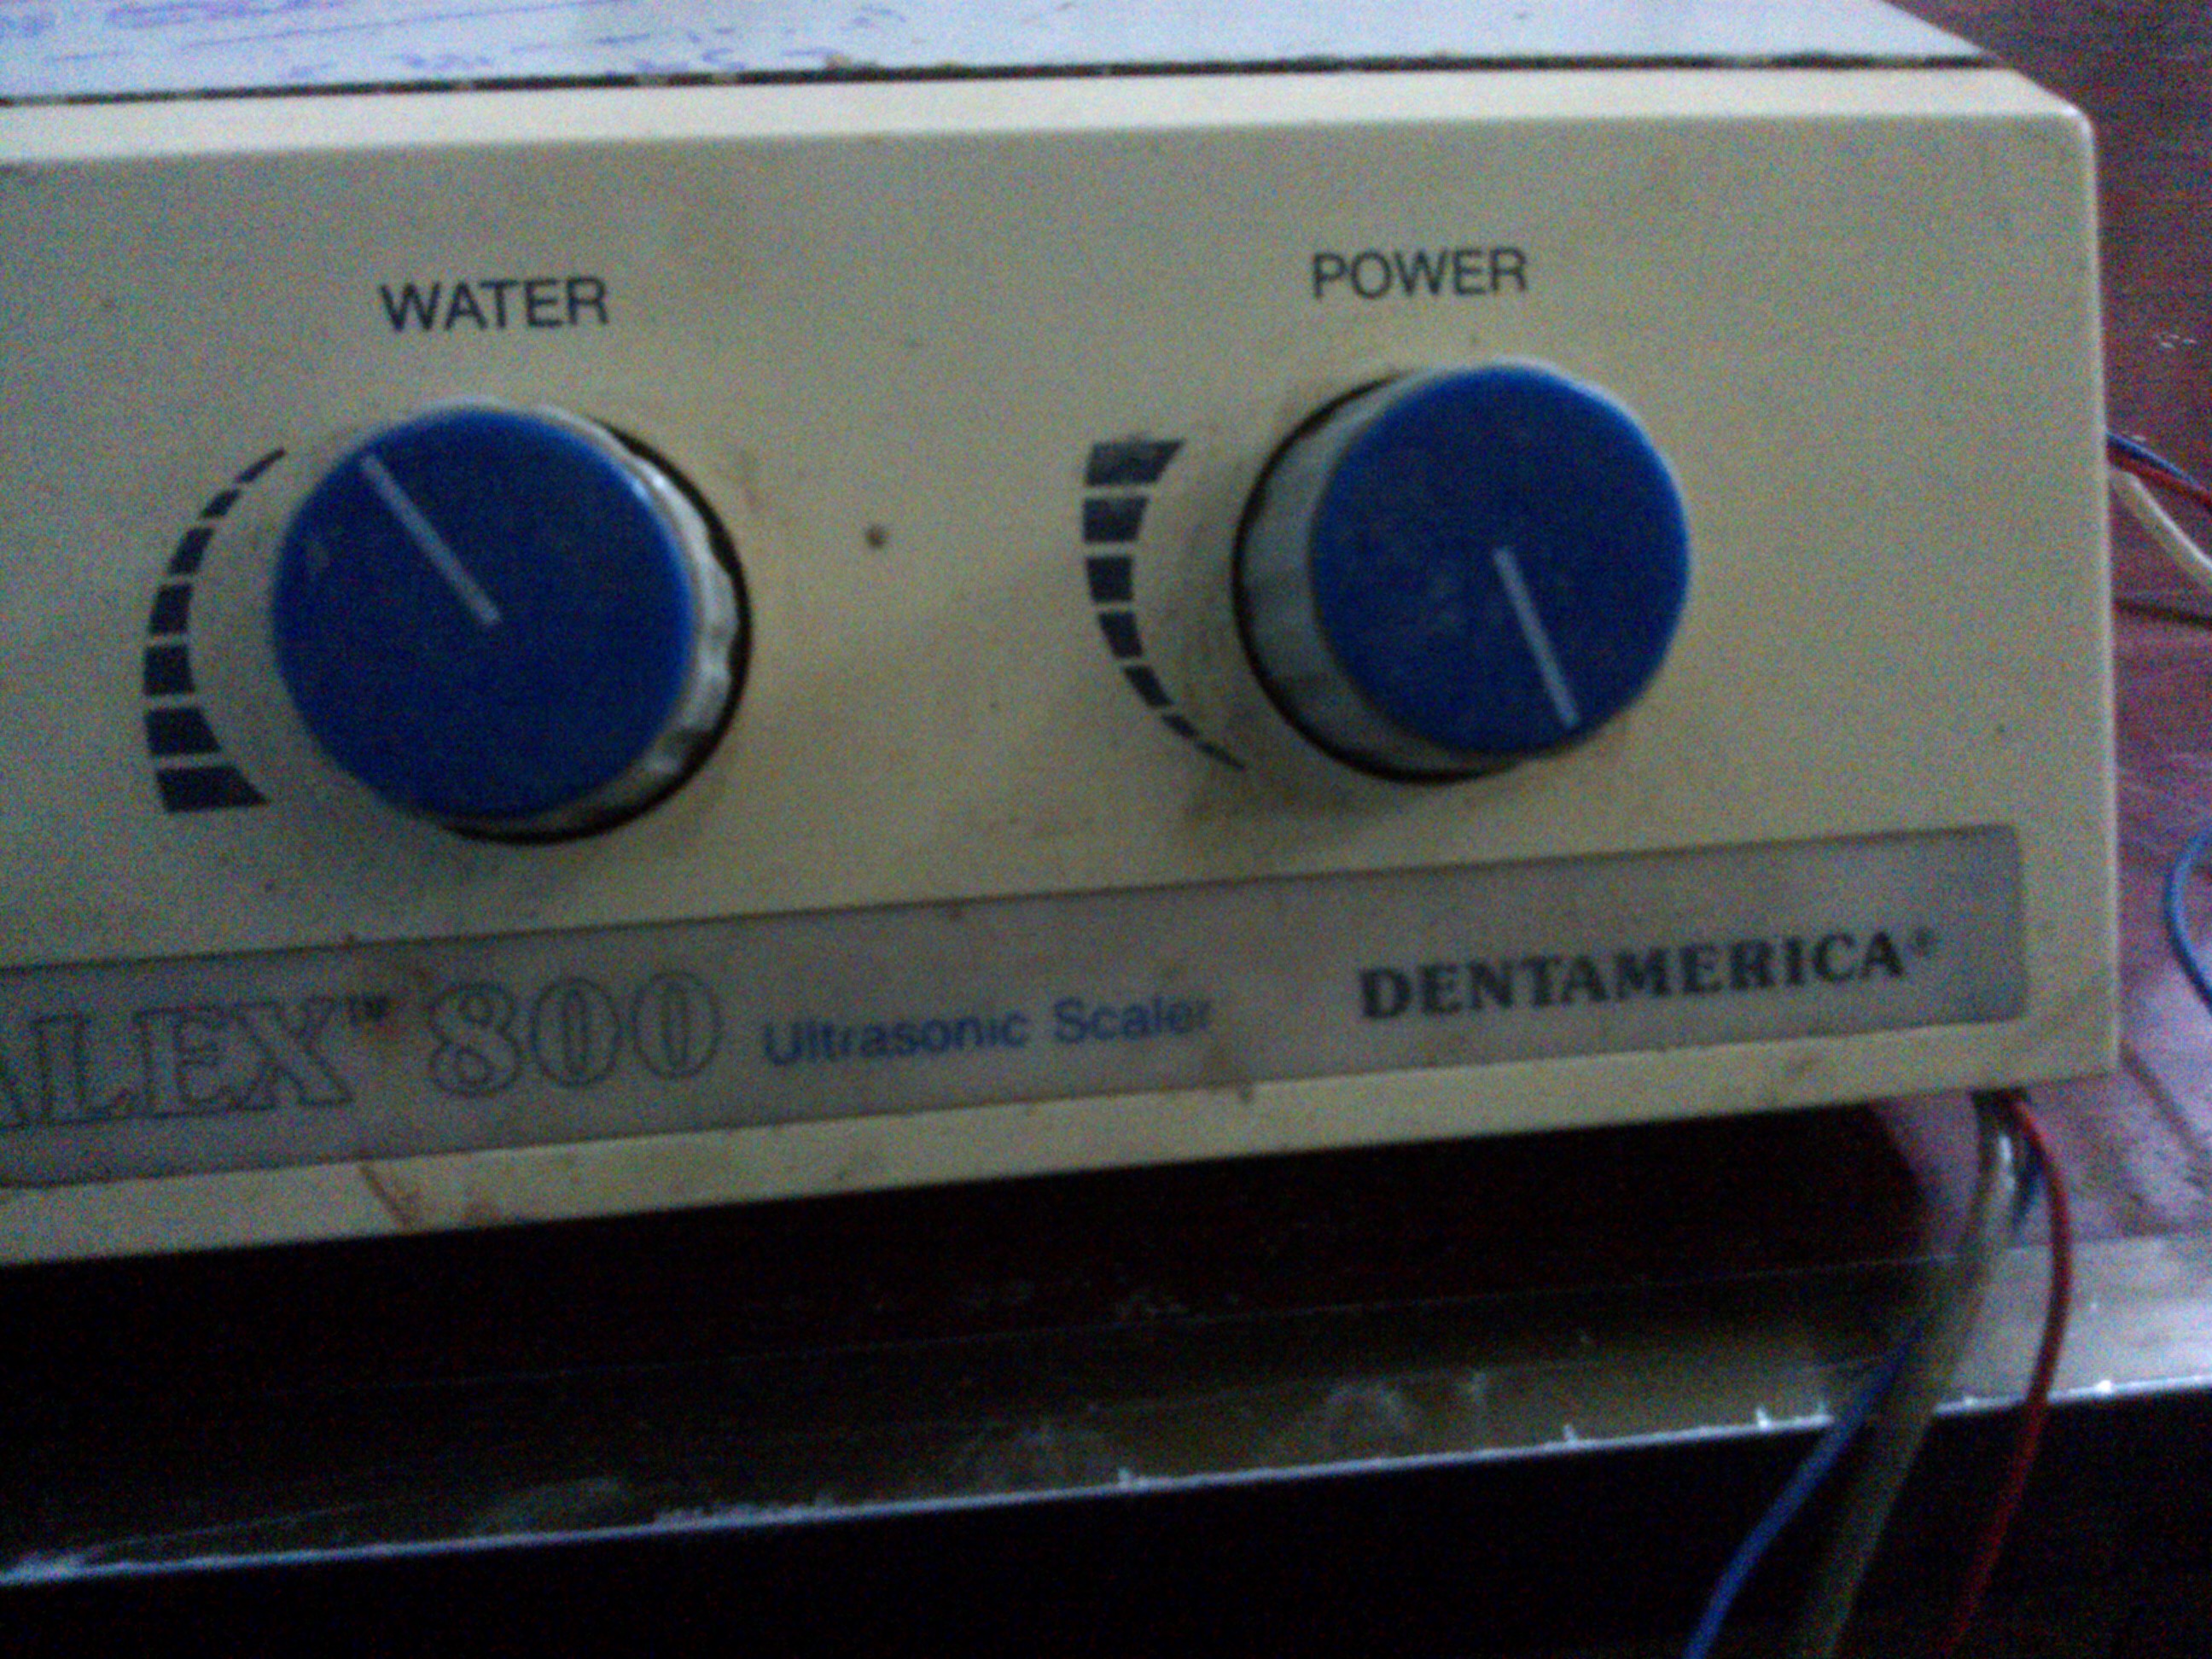 WATER
POWER
ALEX™ 800 Ultrasonic Scaler DENTAMERICA®